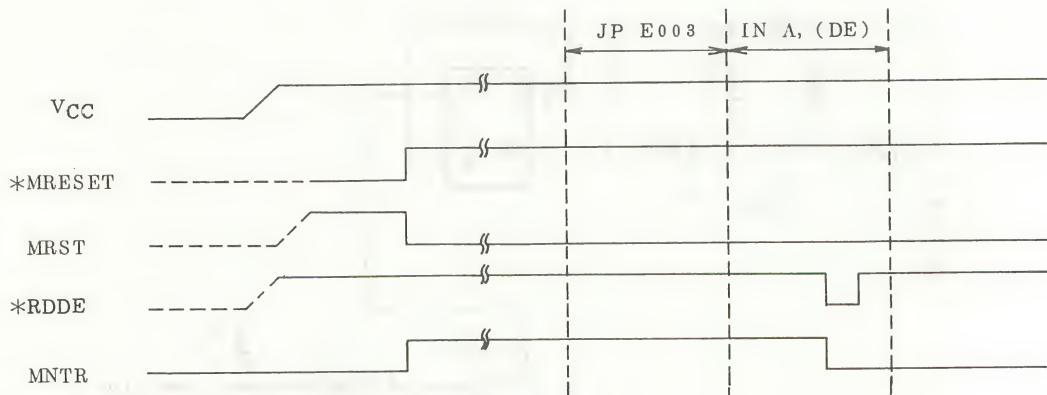 JP E003
IN A, (DE)
VCC
*MRESET
MRST
*RDDE
MNTR